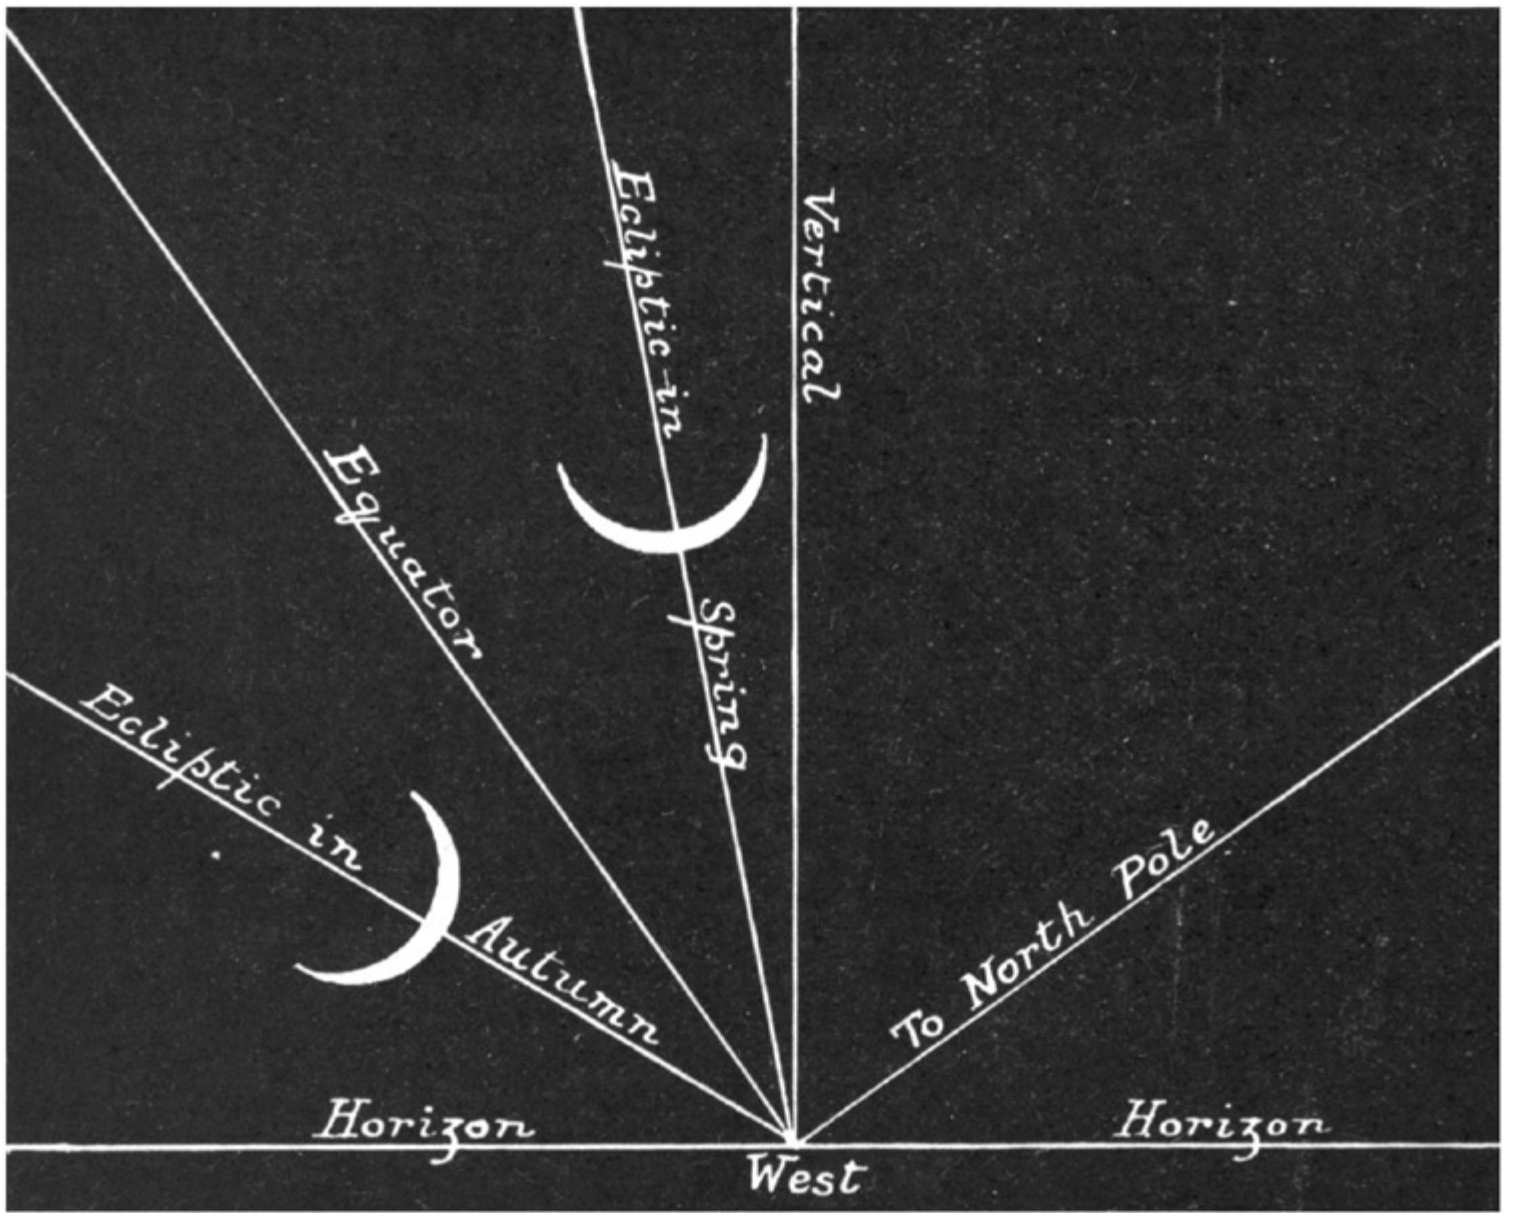 Ecliptic in Spring
Vertical
Equator
Ecliptic in Autumn
To North Pole
Horizon
Horizon
West